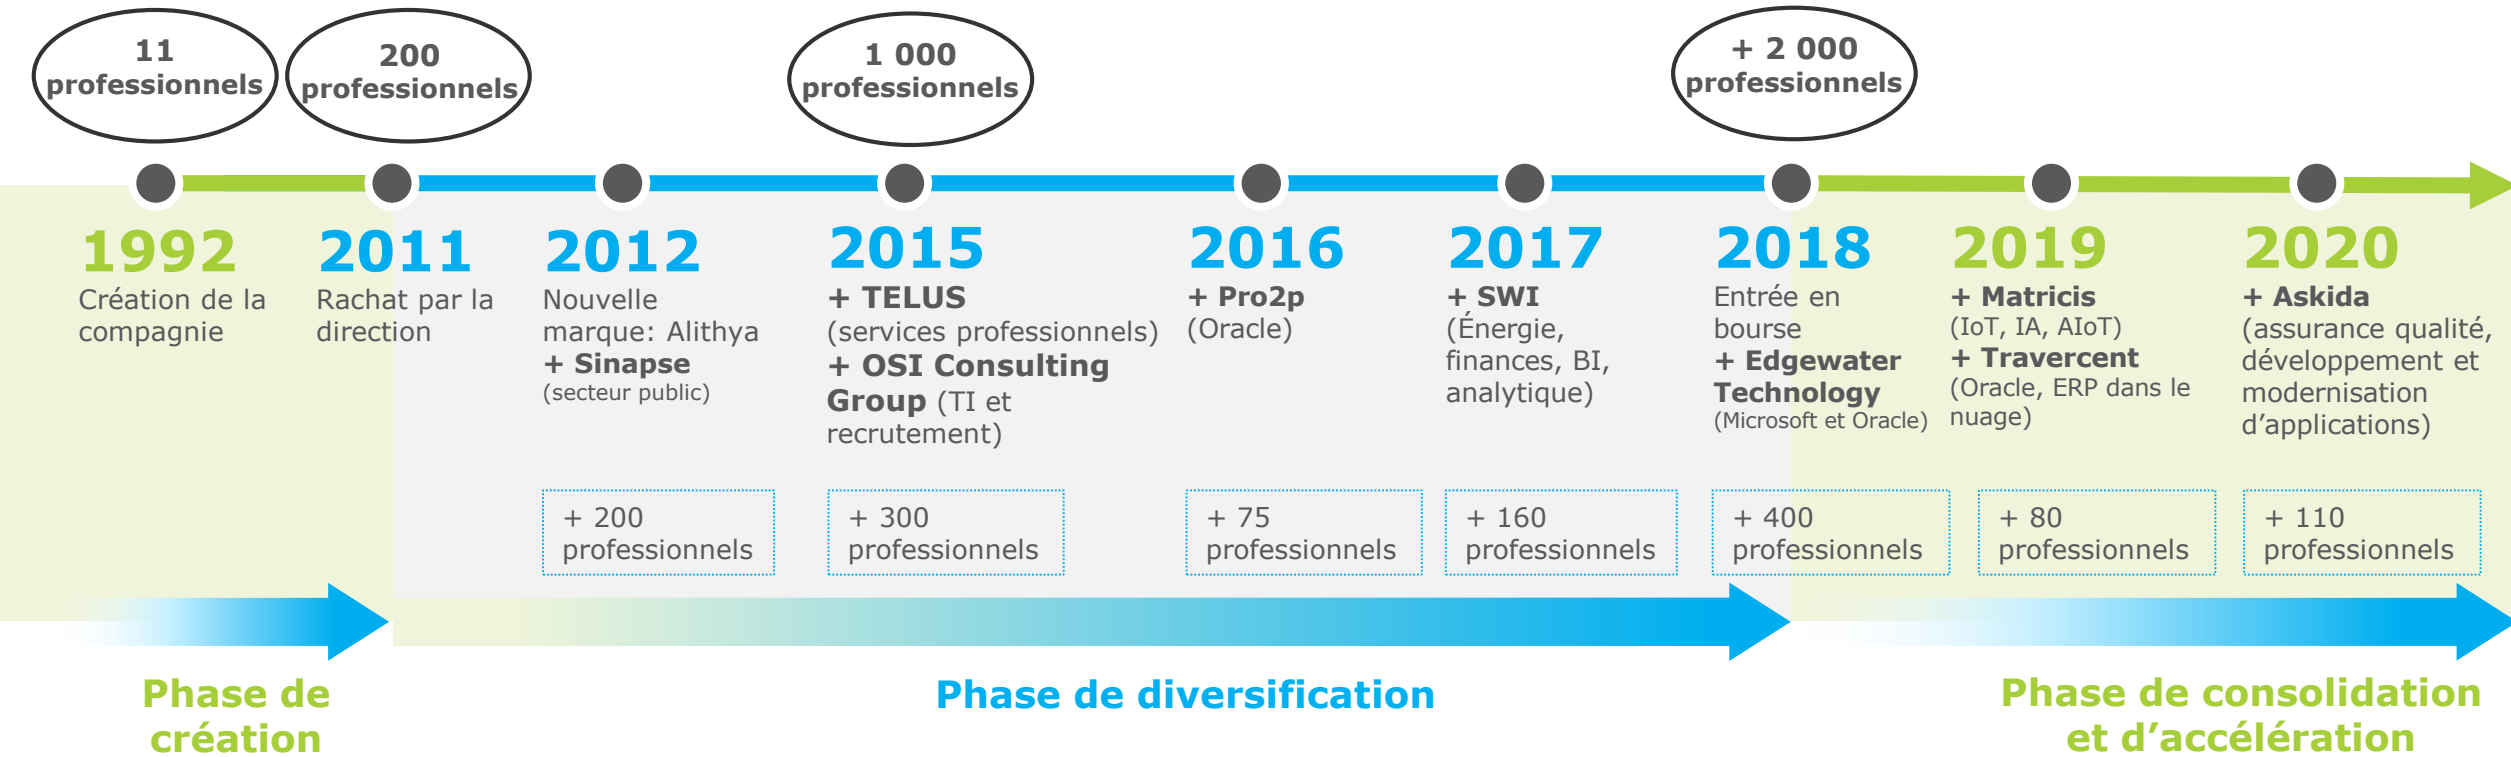 11
professionnels
200
professionnels
1 000
professionnels
+ 2 000
professionnels
1992
Création de la
compagnie
2011
Rachat par la
direction
2012
Nouvelle
marque: Alithya
+ Sinapse
(secteur public)
+ 200
professionnels
2015
+ TELUS
(services professionnels)
+ OSI Consulting
Group (TI et
recrutement)
+ 300
professionnels
2016
+ Pro2p
(Oracle)
+ 75
professionnels
2017
+ SWI
(Énergie,
finances, BI,
analytique)
+ 160
professionnels
2018
Entrée en
bourse
+ Edgewater
Technology
(Microsoft et Oracle)
+ 400
professionnels
2019
+ Matricis
(IoT, IA, AIoT)
+ Travercent
(Oracle, ERP dans le
nuage)
+ 80
professionnels
2020
+ Askida
(assurance qualité,
développement et
modernisation
d’applications)
+ 110
professionnels
Phase de
création
Phase de diversification
Phase de consolidation
et d’accélération